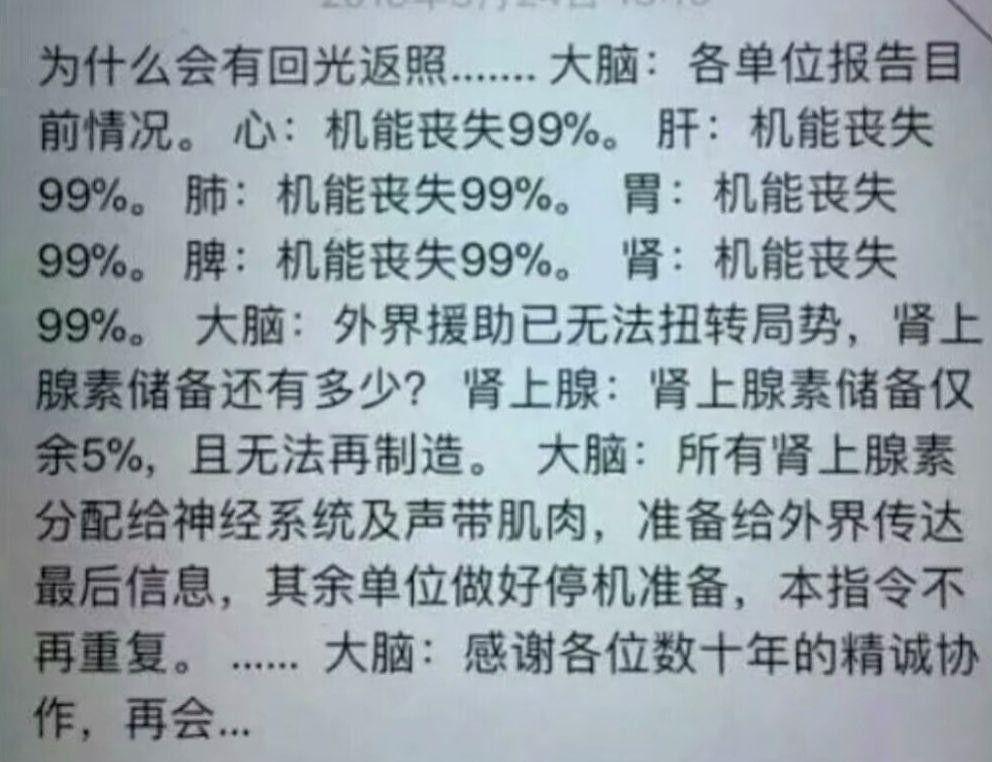 为什么会有回光返照....... 大脑：各单位报告目
前情况。 心：机能丧失99%。 肝：机能丧失
99%。 肺：机能丧失99%。 胃：机能丧失
99%。 脾：机能丧失99%。 肾：机能丧失
99%。 大脑：外界援助已无法扭转局势，肾上
腺素储备还有多少？ 肾上腺：肾上腺素储备仅
余5%，且无法再制造。 大脑：所有肾上腺素
分配给神经系统及声带肌肉，准备给外界传达
最后信息，其余单位做好停机准备，本指令不
再重复。 ...... 大脑：感谢各位数十年的精诚协
作，再会...